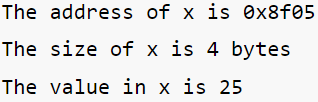 The address of x is 0x8f05
The size of x is 4 bytes
The value in x is 25